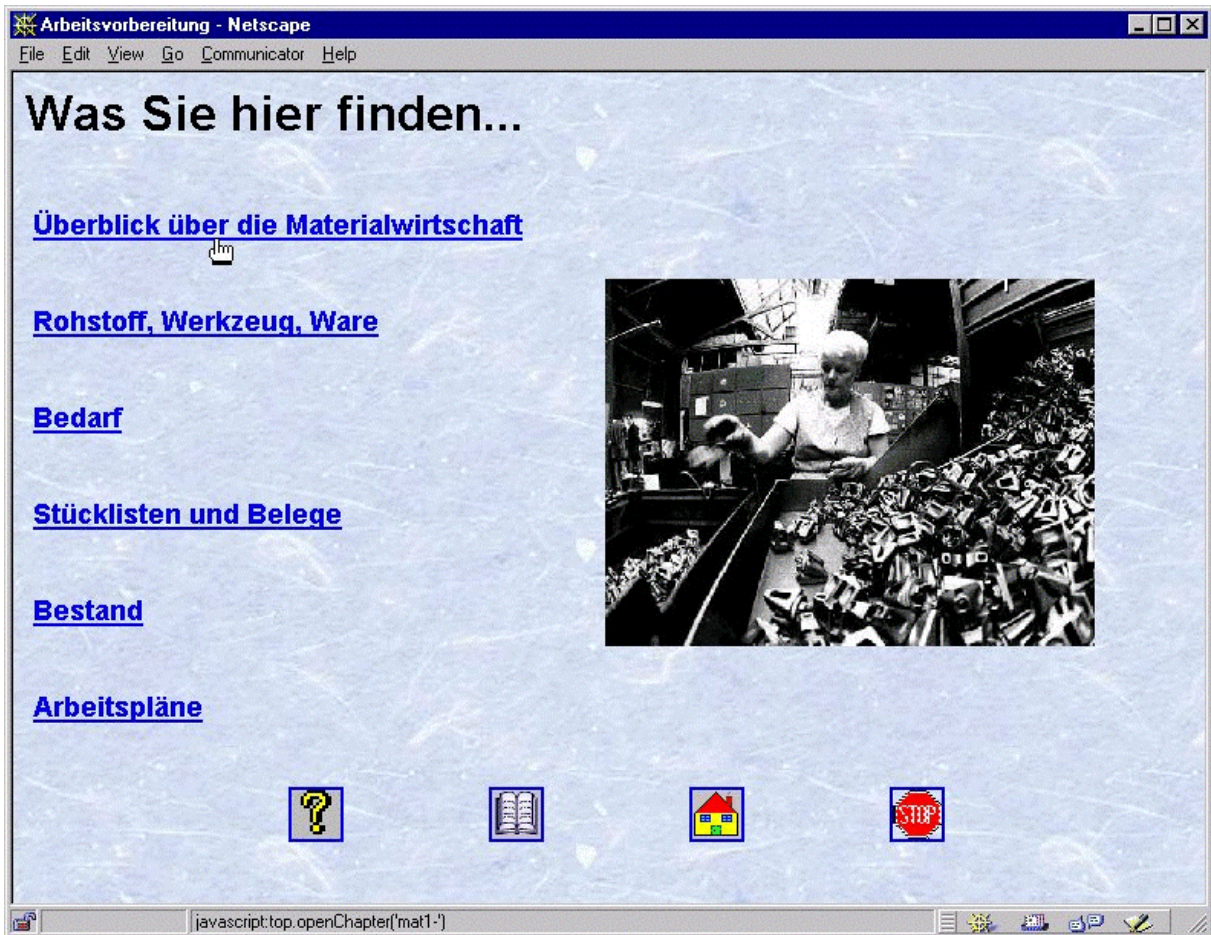 Arbeitsvorbereitung - Netscape
File Edit View Go Communicator Help
Was Sie hier finden...
Überblick über die Materialwirtschaft
Rohstoff, Werkzeug, Ware
Bedarf
Stücklisten und Belege
Bestand
Arbeitspläne
STOP
javascript:top.openChapter('mat1-')